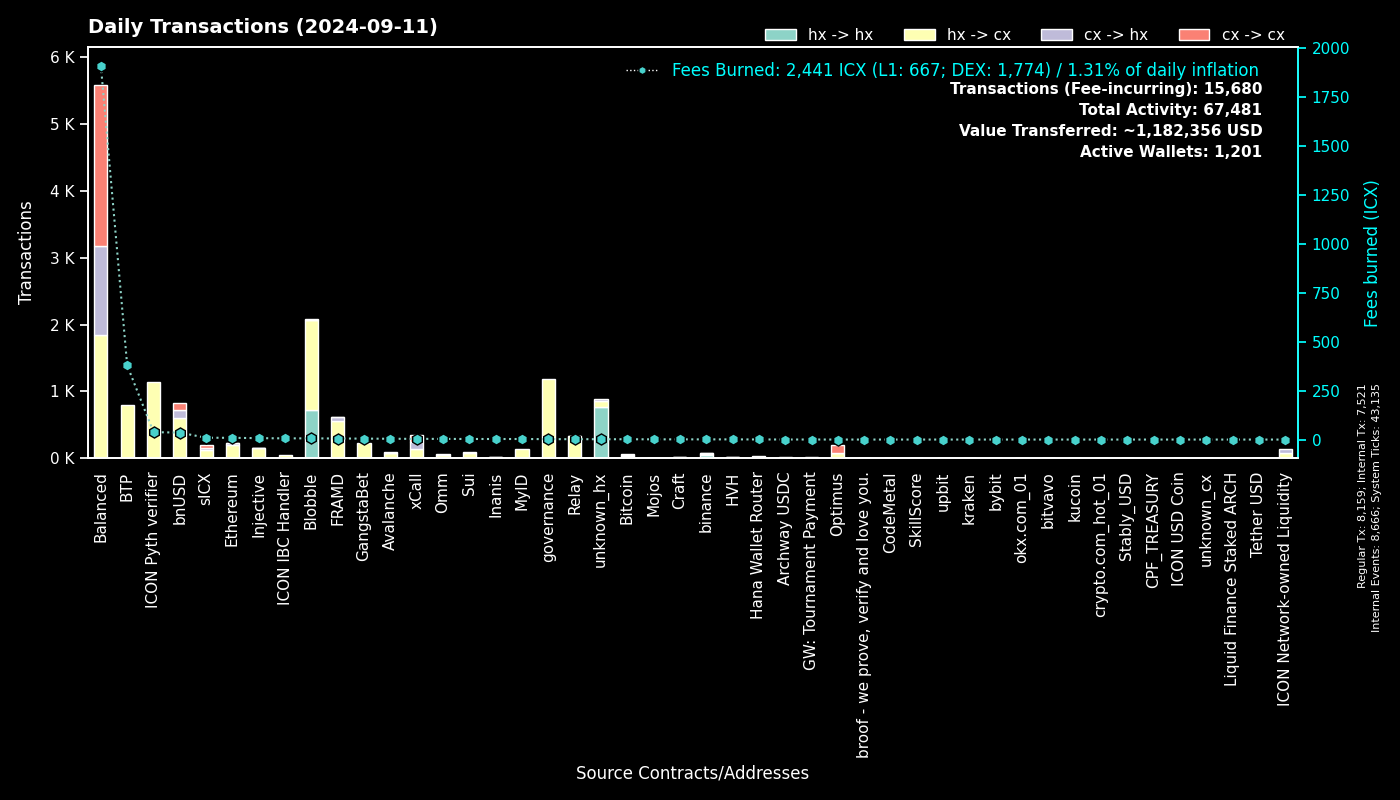 Daily Transactions (2024-09-11)
hx -> hx
hx -> cx
cx -> hx
cx -> cx
Fees Burned: 2,441 ICX (L1: 667; DEX: 1,774) / 1.31% of daily inflation
Transactions (Fee-incurring): 15,680
Total Activity: 67,481
Value Transferred: ~1,182,356 USD
Active Wallets: 1,201
Transactions
6 K
5 K
4 K
3 K
2 K
1 K
0 K
2000
1750
1500
1250
1000
750
500
250
0
Fees burned (ICX)
Regular Tx: 8,159; Internal Tx: 7,521
Internal Events: 8,666; System Ticks: 43,135
Balanced
BTP
ICON Pyth verifier
bnUSD
sICX
Ethereum
Injective
ICON IBC Handler
Blobble
FRAMD
GangstaBet
Avalanche
xCall
Omm
Sui
Inanis
MyID
governance
Relay
unknown_hx
Bitcoin
Mojos
Craft
binance
HVH
Hana Wallet Router
Archway USDC
GW: Tournament Payment
Optimus
broof - we prove, verify and love you.
CodeMetal
SkillScore
upbit
kraken
bybit
okx.com_01
bitvavo
kucoin
crypto.com_hot_01
Stably_USD
CPF_TREASURY
ICON USD Coin
unknown_cx
Liquid Finance Staked ARCH
Tether USD
ICON Network-owned Liquidity
Source Contracts/Addresses